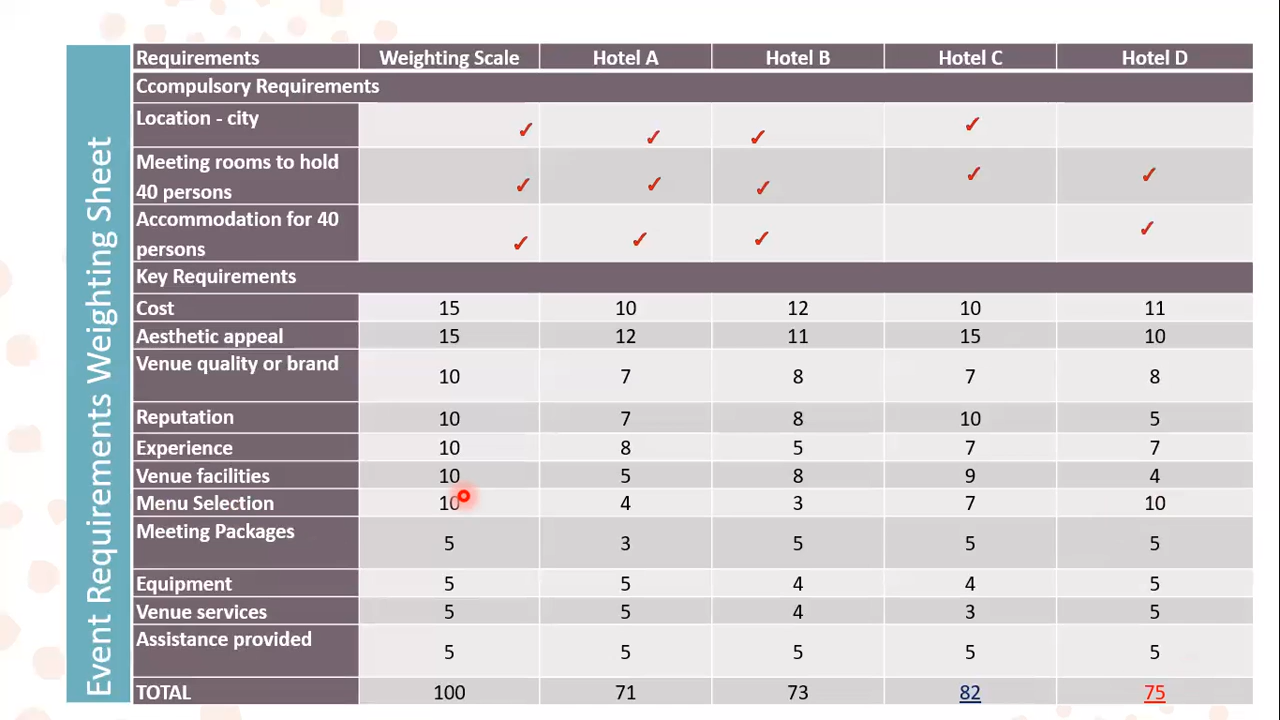 Event Requirements Weighting Sheet
Requirements Weighting Scale Hotel A Hotel B Hotel C Hotel D
Ccompulsory Requirements
Location - city ✓ ✓ ✓ ✓
Meeting rooms to hold
40 persons ✓ ✓ ✓ ✓ ✓
Accommodation for 40
persons ✓ ✓ ✓ ✓
Key Requirements
Cost 15 10 12 10 11
Aesthetic appeal 15 12 11 15 10
Venue quality or brand
10 7 8 7 8
Reputation 10 7 8 10 5
Experience 10 8 5 7 7
Venue facilities 10 5 8 9 4
Menu Selection 10 4 3 7 10
Meeting Packages
5 3 5 5 5
Equipment 5 5 4 4 5
Venue services 5 5 4 3 5
Assistance provided
5 5 5 5 5
TOTAL 100 71 73 82 75